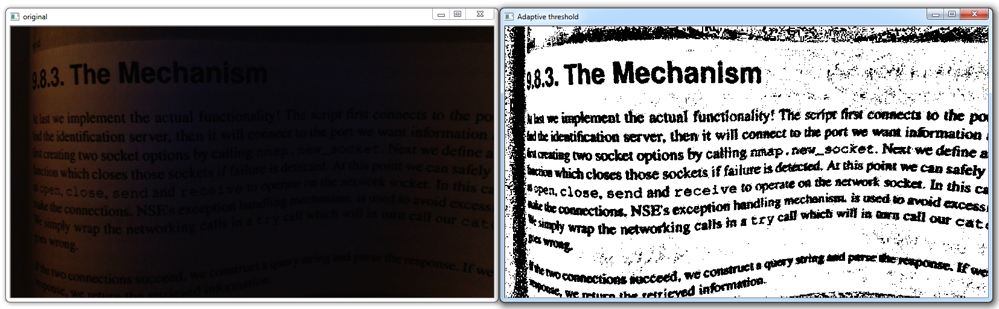 original
9.8.3. The Mechanism
At last we implement the actual functionality! The script first connects to the
find the identification server, then it will connect to the port we want information
first creating two socket options by calling nmap.new_socket. Next we define a
function which closes those sockets if failure is detected. At this point we can safely
as open, close, send and receive to operate on the network socket. In this
make the connections. NSE's exception handling mechanism. is used to avoid
We simply wrap the networking calls in a try call which will in turn call our
goes wrong.
If the two connections succeed, we construct a query string and parse the response. If we
response, we return the retrieved information.
Adaptive threshold
9.8.3. The Mechanism
At last we implement the actual functionality! The script first connects to the
find the identification server, then it will connect to the port we want information
first creating two socket options by calling nmap.new_socket. Next we define a
function which closes those sockets if failure is detected. At this point we can safely
as open, close, send and receive to operate on the network socket. In this
make the connections. NSE's exception handling mechanism. is used to avoid
We simply wrap the networking calls in a try call which will in turn call our
goes wrong.
If the two connections succeed, we construct a query string and parse the response. If we
response, we return the retrieved information.